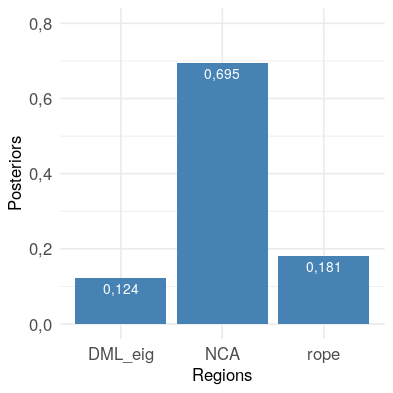 0,8
0,6
0,4
0,2
0,0
Posteriors
0,124
0,695
0,181
DML_eig
NCA
rope
Regions